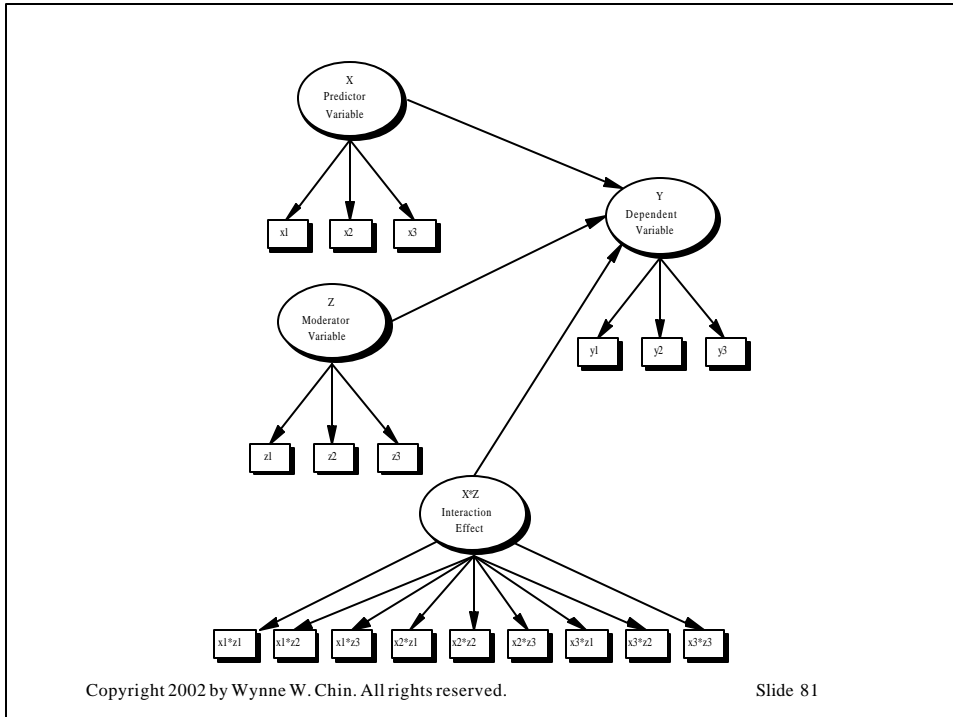 X
Predictor
Variable
x1
x2
x3
Y
Dependent
Variable
y1
y2
y3
Z
Moderator
Variable
z1
z2
z3
X*Z
Interaction
Effect
x1*z1
x1*z2
x1*z3
x2*z1
x2*z2
x2*z3
x3*z1
x3*z2
x3*z3
Copyright 2002 by Wynne W. Chin. All rights reserved.
Slide 81